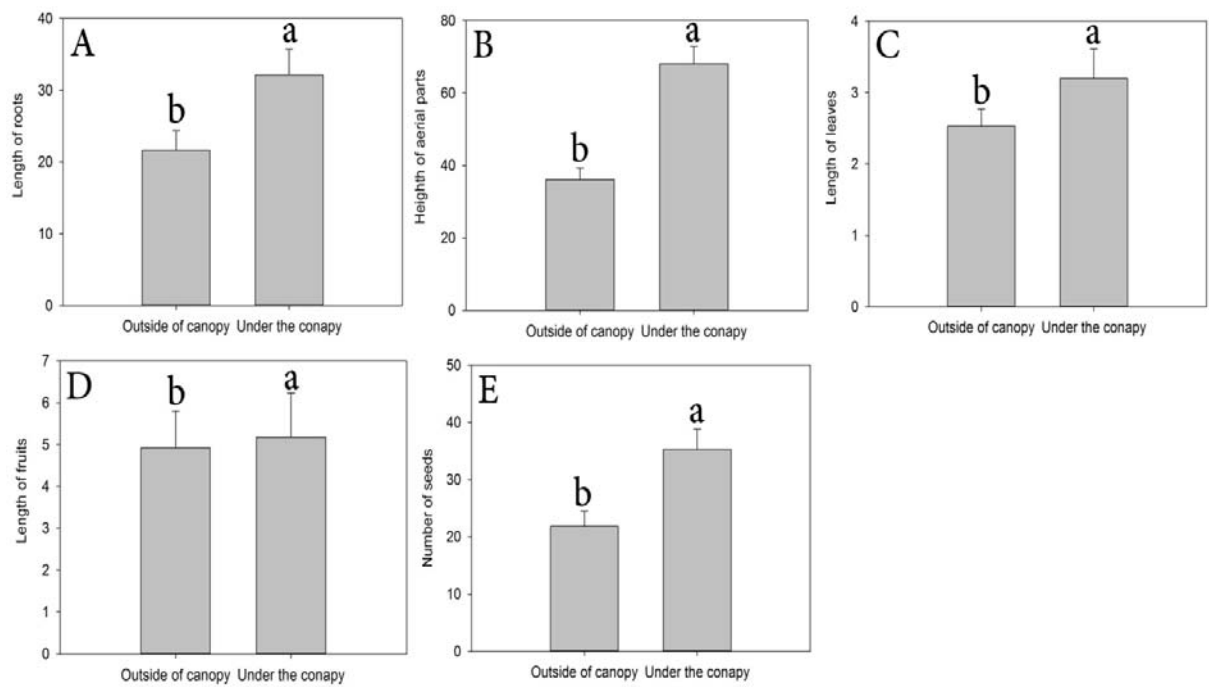 A
Length of roots
40
30
20
10
0
b
a
Outside of canopy Under the conapy
B
Heighth of aerial parts
80
60
40
20
0
b
a
Outside of canopy Under the conapy
C
Length of leaves
4
3
2
1
0
b
a
Outside of canopy Under the conapy
D
Length of fruits
7
6
5
4
3
2
1
0
b
a
Outside of canopy Under the conapy
E
Number of seeds
50
40
30
20
10
0
b
a
Outside of canopy Under the conapy